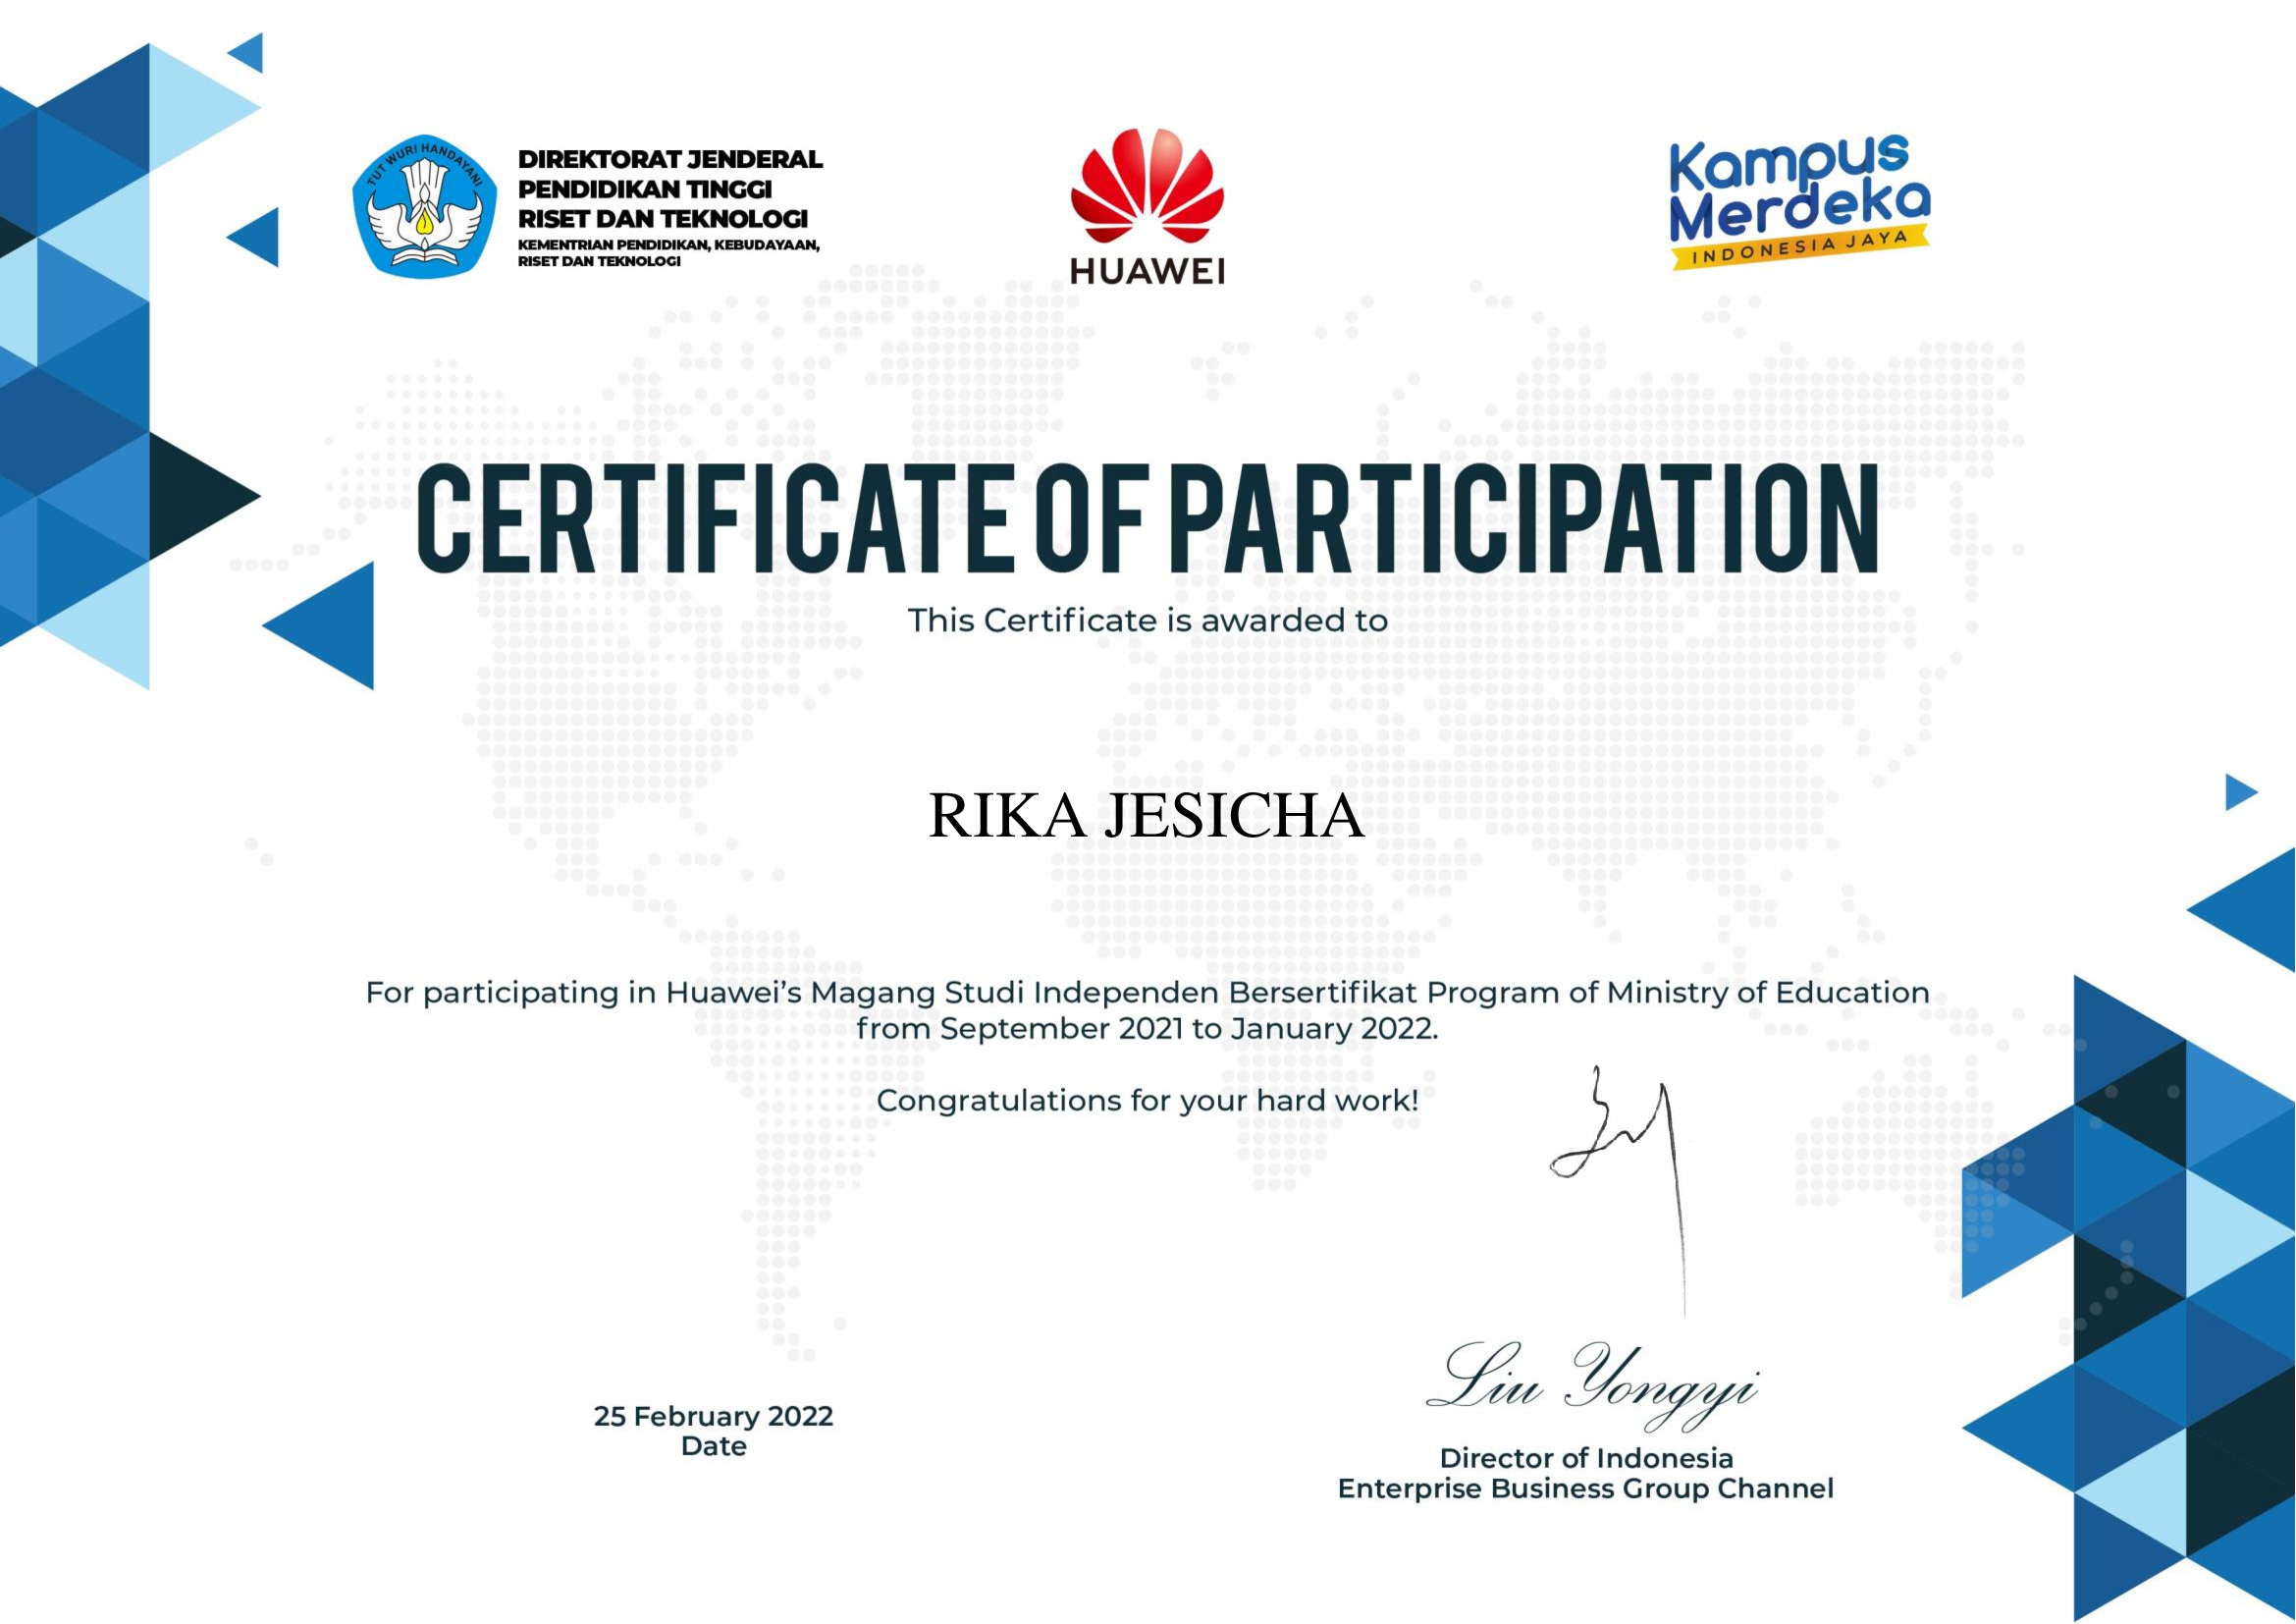 TUT WURI HANDAYANI
DIREKTORAT JENDERAL
PENDIDIKAN TINGGI
RISET DAN TEKNOLOGI
KEMENTRIAN PENDIDIKAN, KEBUDAYAAN,
RISET DAN TEKNOLOGI
HUAWEI
Kampus
Merdeka
INDONESIA JAYA
CERTIFICATE OF PARTICIPATION
This Certificate is awarded to
RIKA JESICHA
For participating in Huawei's Magang Studi Independen Bersertifikat Program of Ministry of Education
from September 2021 to January 2022.
Congratulations for your hard work!
25 February 2022
Date
Liu Yongyi
Director of Indonesia
Enterprise Business Group Channel